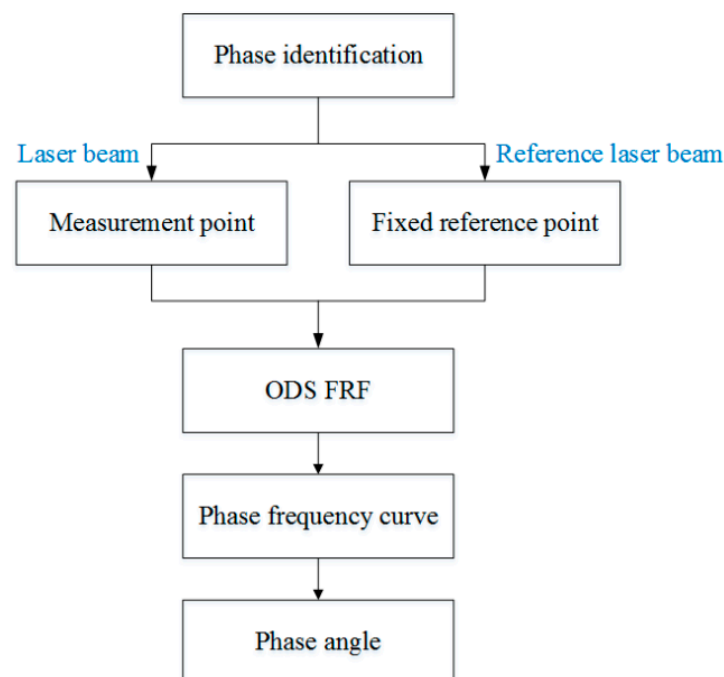 Phase identification
Laser beam
Reference laser beam
Measurement point
Fixed reference point
ODS FRF
Phase frequency curve
Phase angle